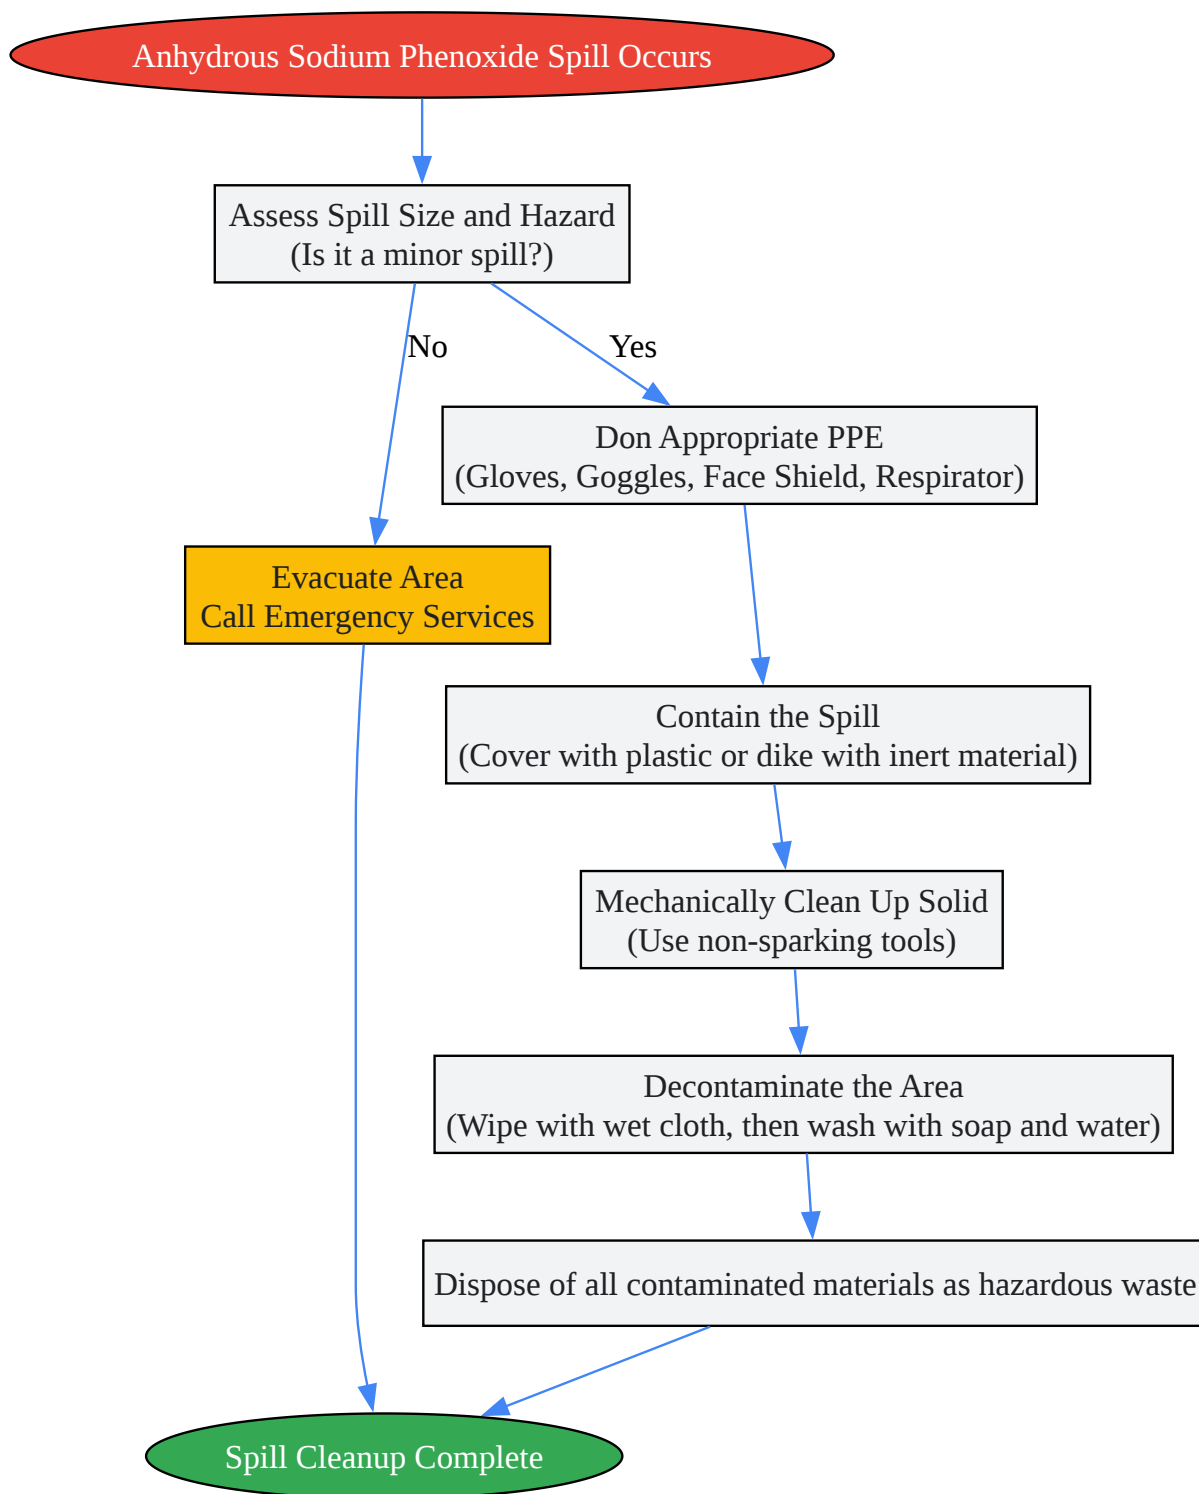 Anhydrous Sodium Phenoxide Spill Occurs
Assess Spill Size and Hazard
(Is it a minor spill?)
No
Yes
Don Appropriate PPE
(Gloves, Goggles, Face Shield, Respirator)
Evacuate Area
Call Emergency Services
Contain the Spill
(Cover with plastic or dike with inert material)
Mechanically Clean Up Solid
(Use non-sparking tools)
Decontaminate the Area
(Wipe with wet cloth, then wash with soap and water)
Dispose of all contaminated materials as hazardous waste
Spill Cleanup Complete